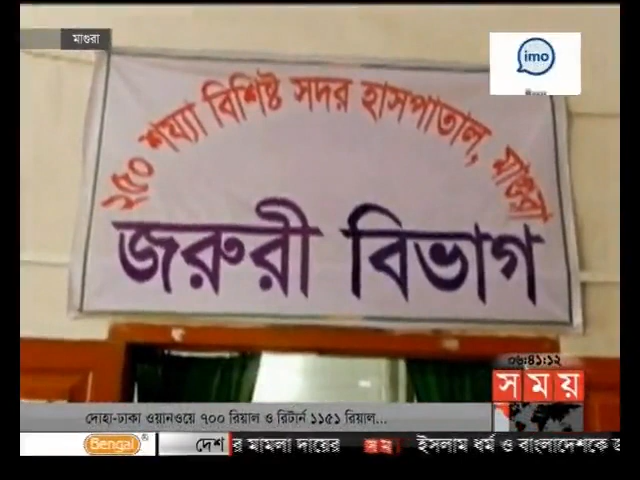 মাগুরা
imo
২৫০ শয্যা বিশিষ্ট সদর হাসপাতাল, মাগুরা
জরুরী বিভাগ
০৬:৪১:১২
সময়
দোহা-ঢাকা ওয়ানওয়ে ৭০০ রিয়াল ও রিটার্ন ১১৫১ রিয়াল...
Bengal
দেশ
র মামলা দায়ের
ইসলাম ধর্ম ও বাংলাদেশকে